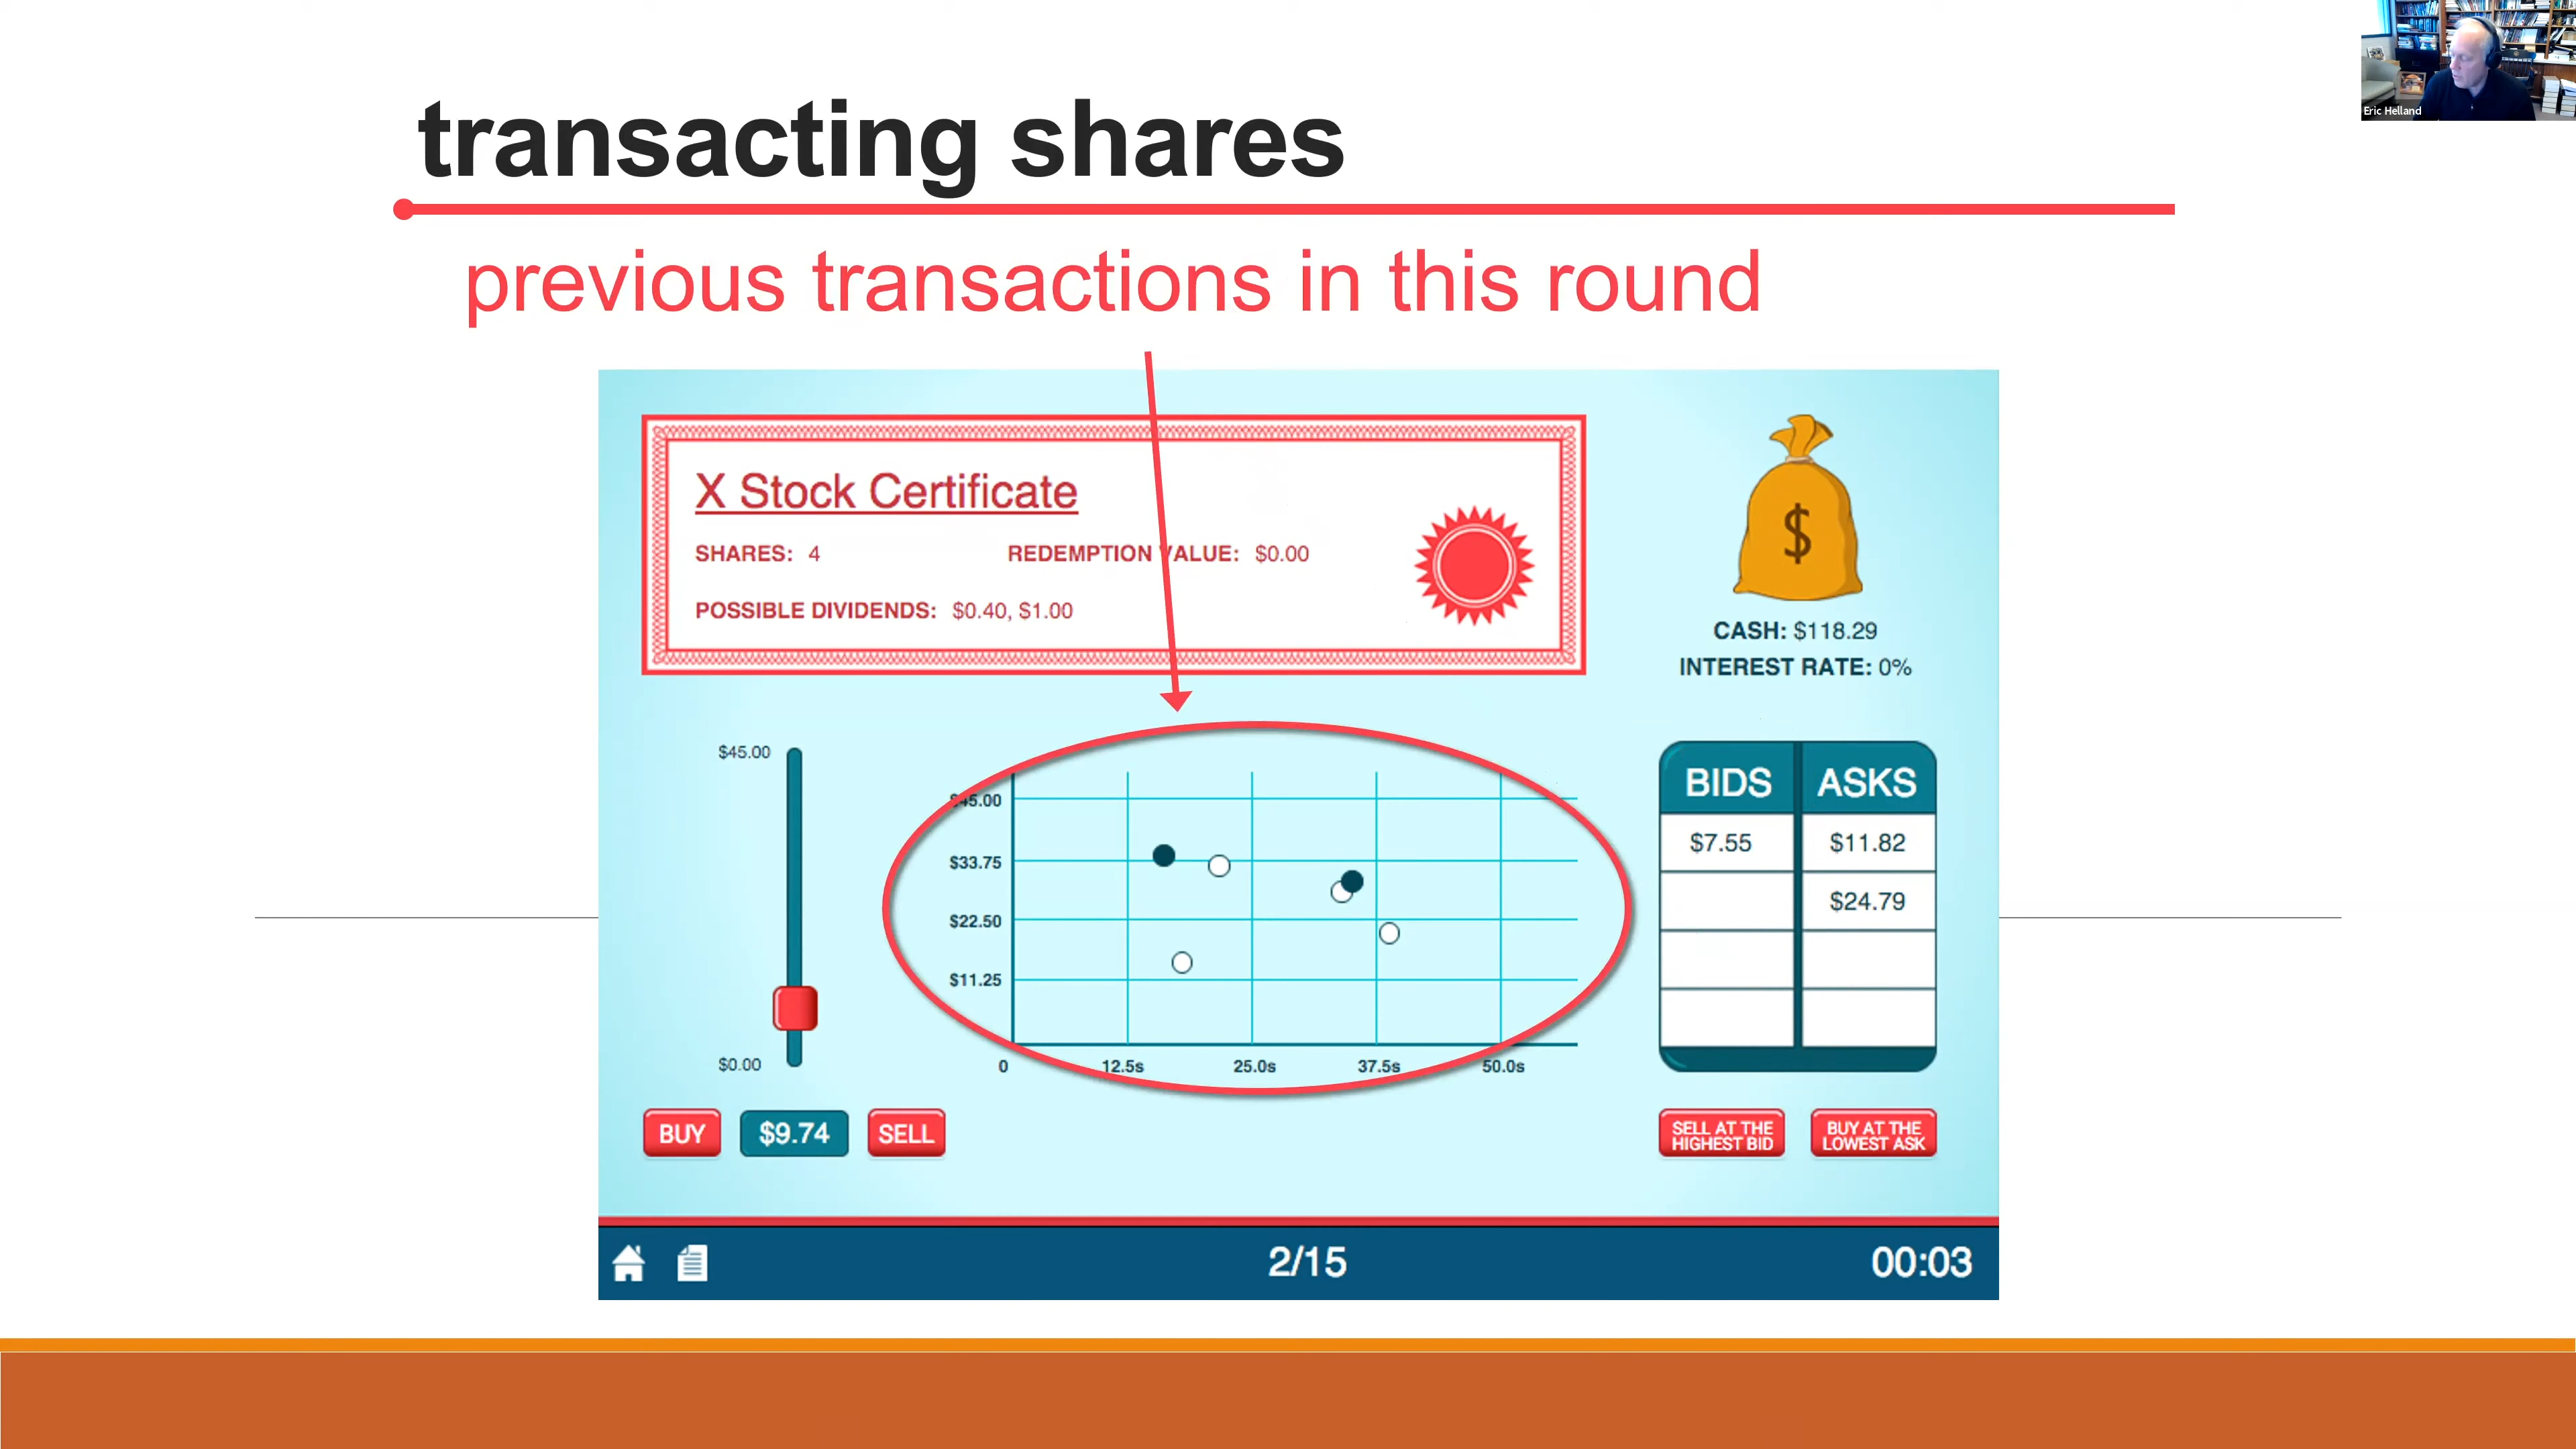 Eric Helland
transacting shares
previous transactions in this round
X Stock Certificate
SHARES: 4
REDEMPTION VALUE: $0.00
POSSIBLE DIVIDENDS: $0.40, $1.00
$
CASH: $118.29
INTEREST RATE: 0%
$45.00
$0.00
BUY
$9.74
SELL
$45.00
$33.75
$22.50
$11.25
0 12.5s 25.0s 37.5s 50.0s
BIDS ASKS
$7.55 $11.82
$24.79
SELL AT THE
HIGHEST BID
BUY AT THE
LOWEST ASK
2/15
00:03